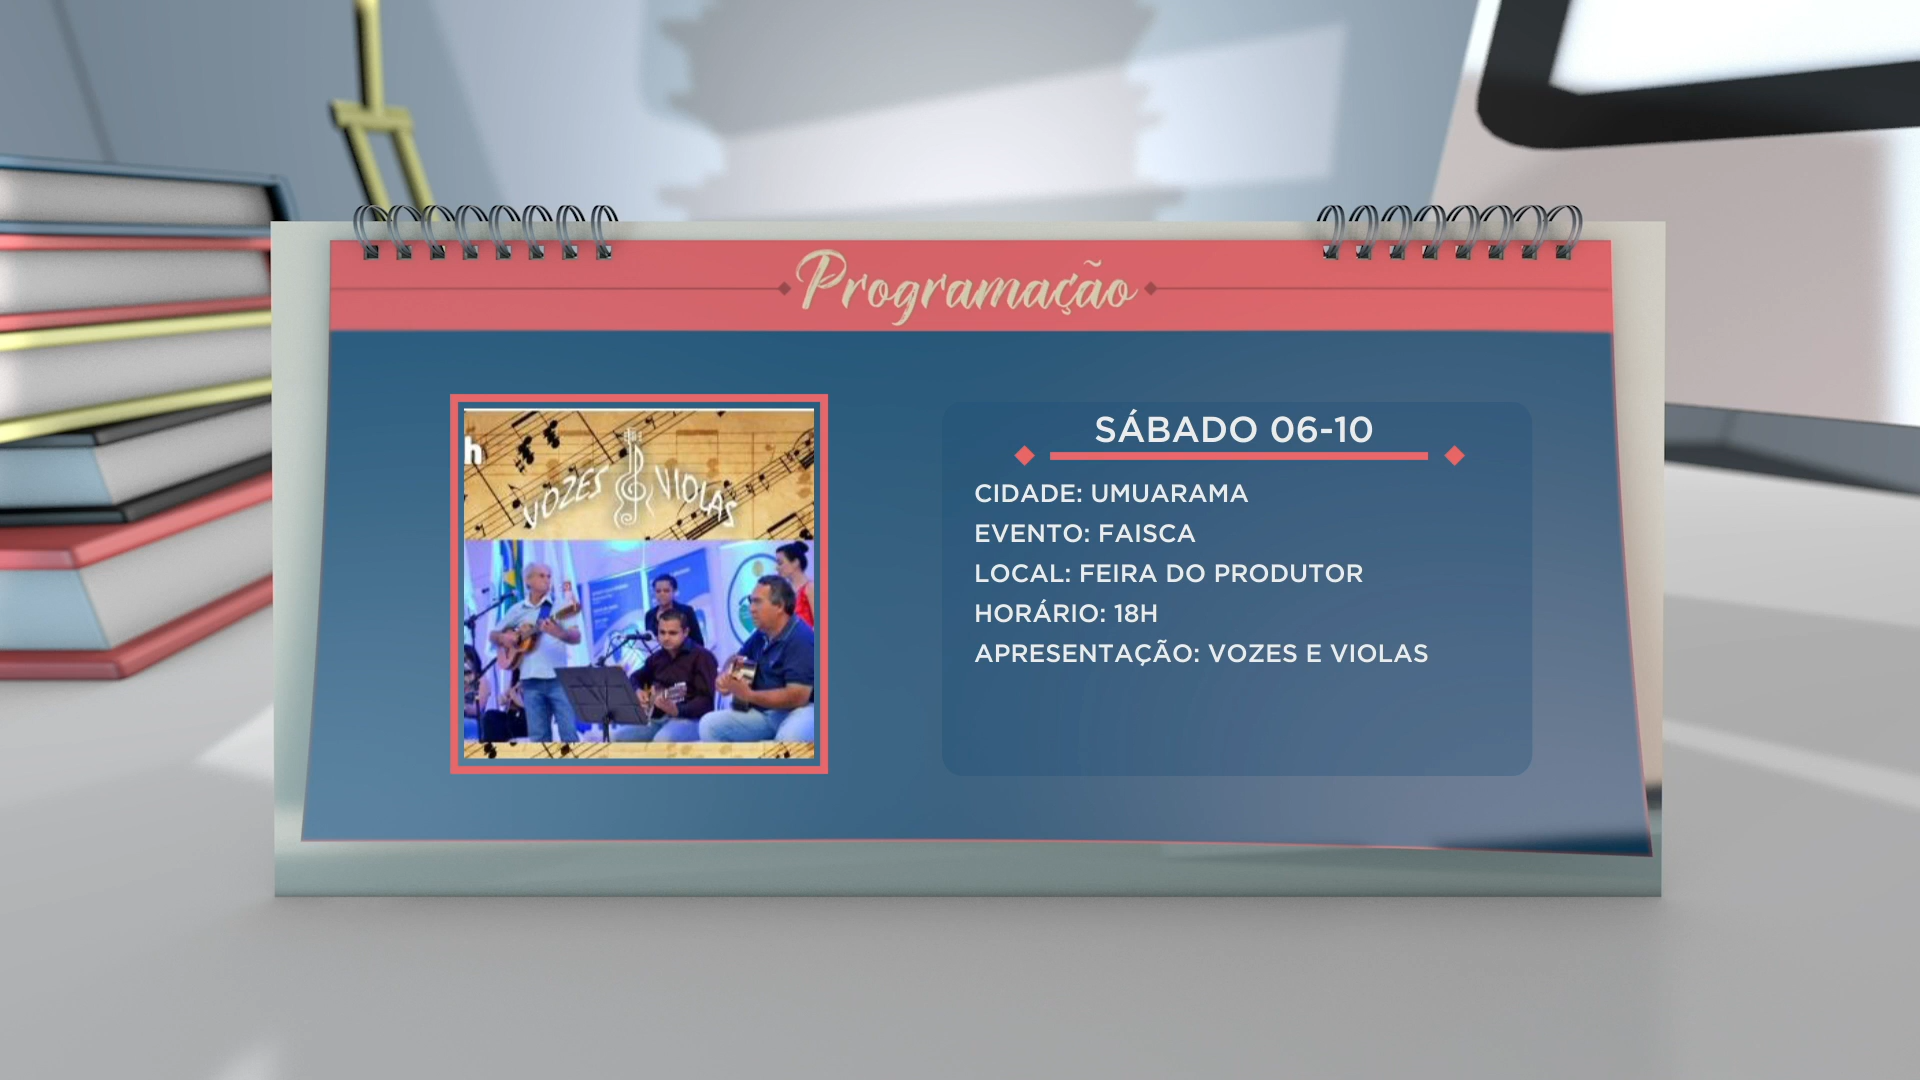 Programação
h
VOZES VIOLAS
SÁBADO 06-10
CIDADE: UMUARAMA
EVENTO: FAISCA
LOCAL: FEIRA DO PRODUTOR
HORÁRIO: 18H
APRESENTAÇÃO: VOZES E VIOLAS